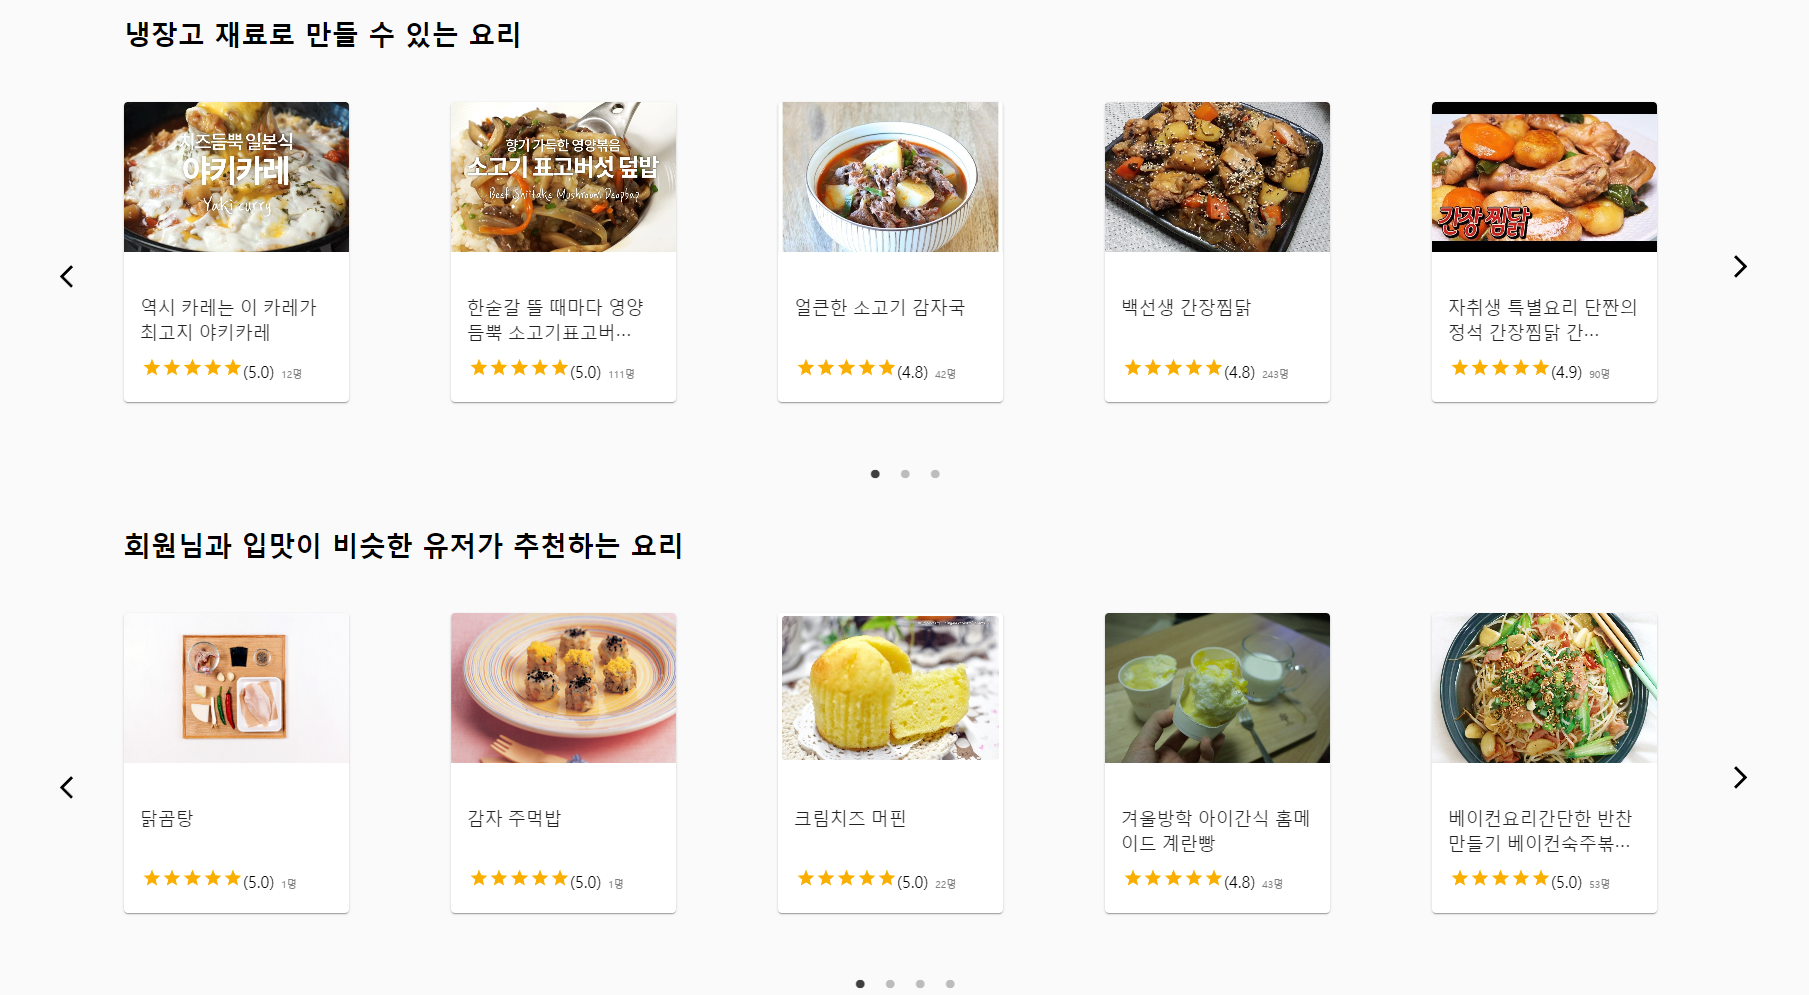 냉장고 재료로 만들 수 있는 요리
치즈듬뿍 일본식
야키카레
Yaki curry
향기 가득한 영양볶음
소고기 표고버섯 덮밥
Beef Shiitake Mushroom Deopbap
간장 찜닭
역시 카레는 이 카레가
최고지 야키카레
(5.0) 12명
한숟갈 뜰 때마다 영양
듬뿍 소고기표고버...
(5.0) 111명
얼큰한 소고기 감자국
(4.8) 42명
백선생 간장찜닭
(4.8) 243명
자취생 특별요리 단짠의
정석 간장찜닭 간...
(4.9) 90명
회원님과 입맛이 비슷한 유저가 추천하는 요리
닭곰탕
(5.0) 1명
감자 주먹밥
(5.0) 1명
크림치즈 머핀
(5.0) 22명
겨울방학 아이간식 홈메
이드 계란빵
(4.8) 43명
베이컨요리간단한 반찬
만들기 베이컨숙주볶...
(5.0) 53명